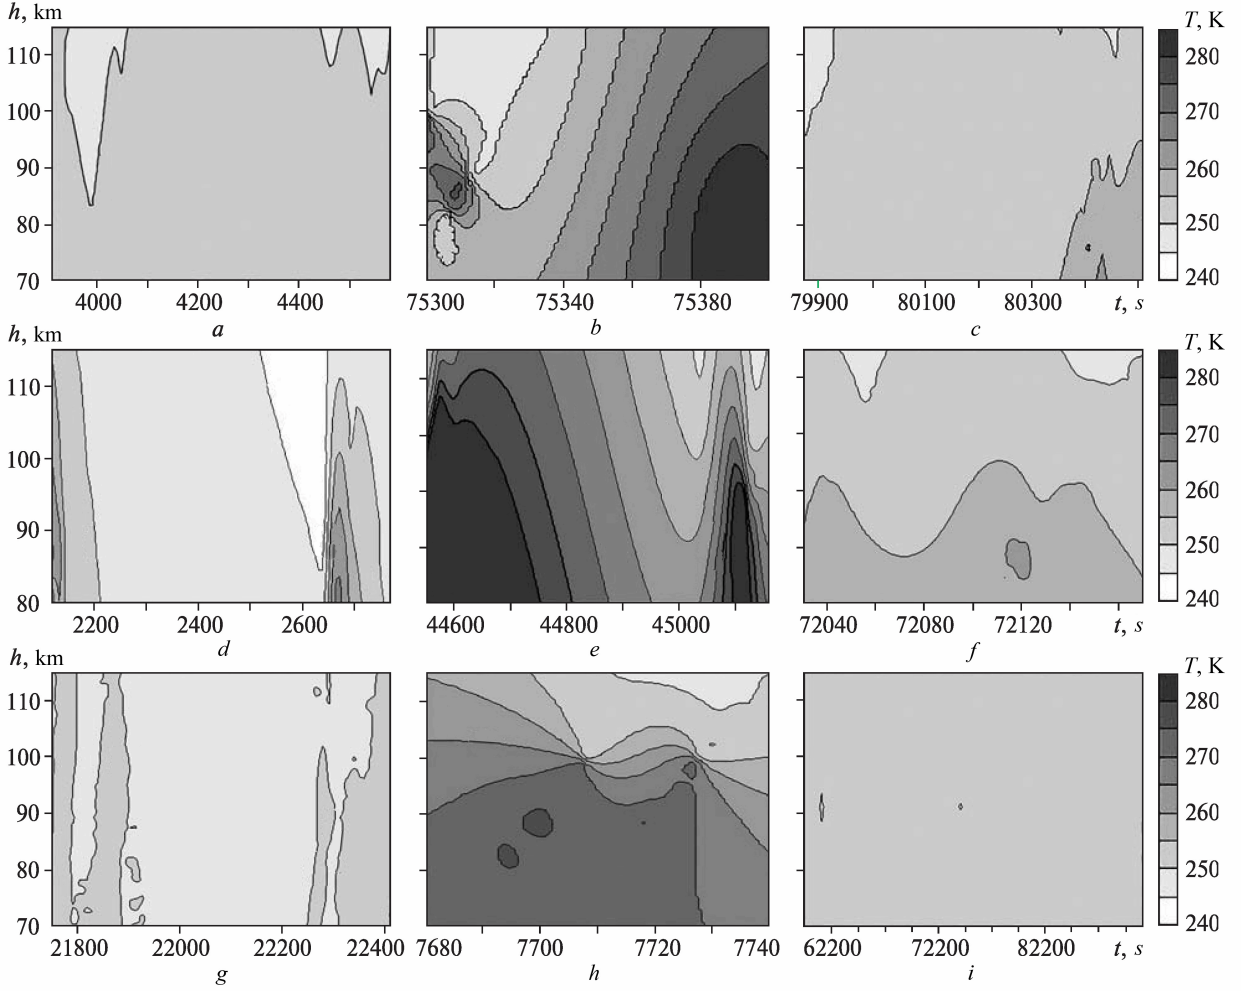 h, km
T, K
110
100
90
80
70
4000 4200 4400
a
75300 75340 75380
b
79900 80100 80300 t, s
c
280
270
260
250
240
h, km
T, K
110
100
90
80
2200 2400 2600
d
44600 44800 45000
e
72040 72080 72120 t, s
f
280
270
260
250
240
h, km
T, K
110
100
90
80
70
21800 22000 22200 22400
g
7680 7700 7720 7740
h
62200 72200 82200 t, s
i
280
270
260
250
240